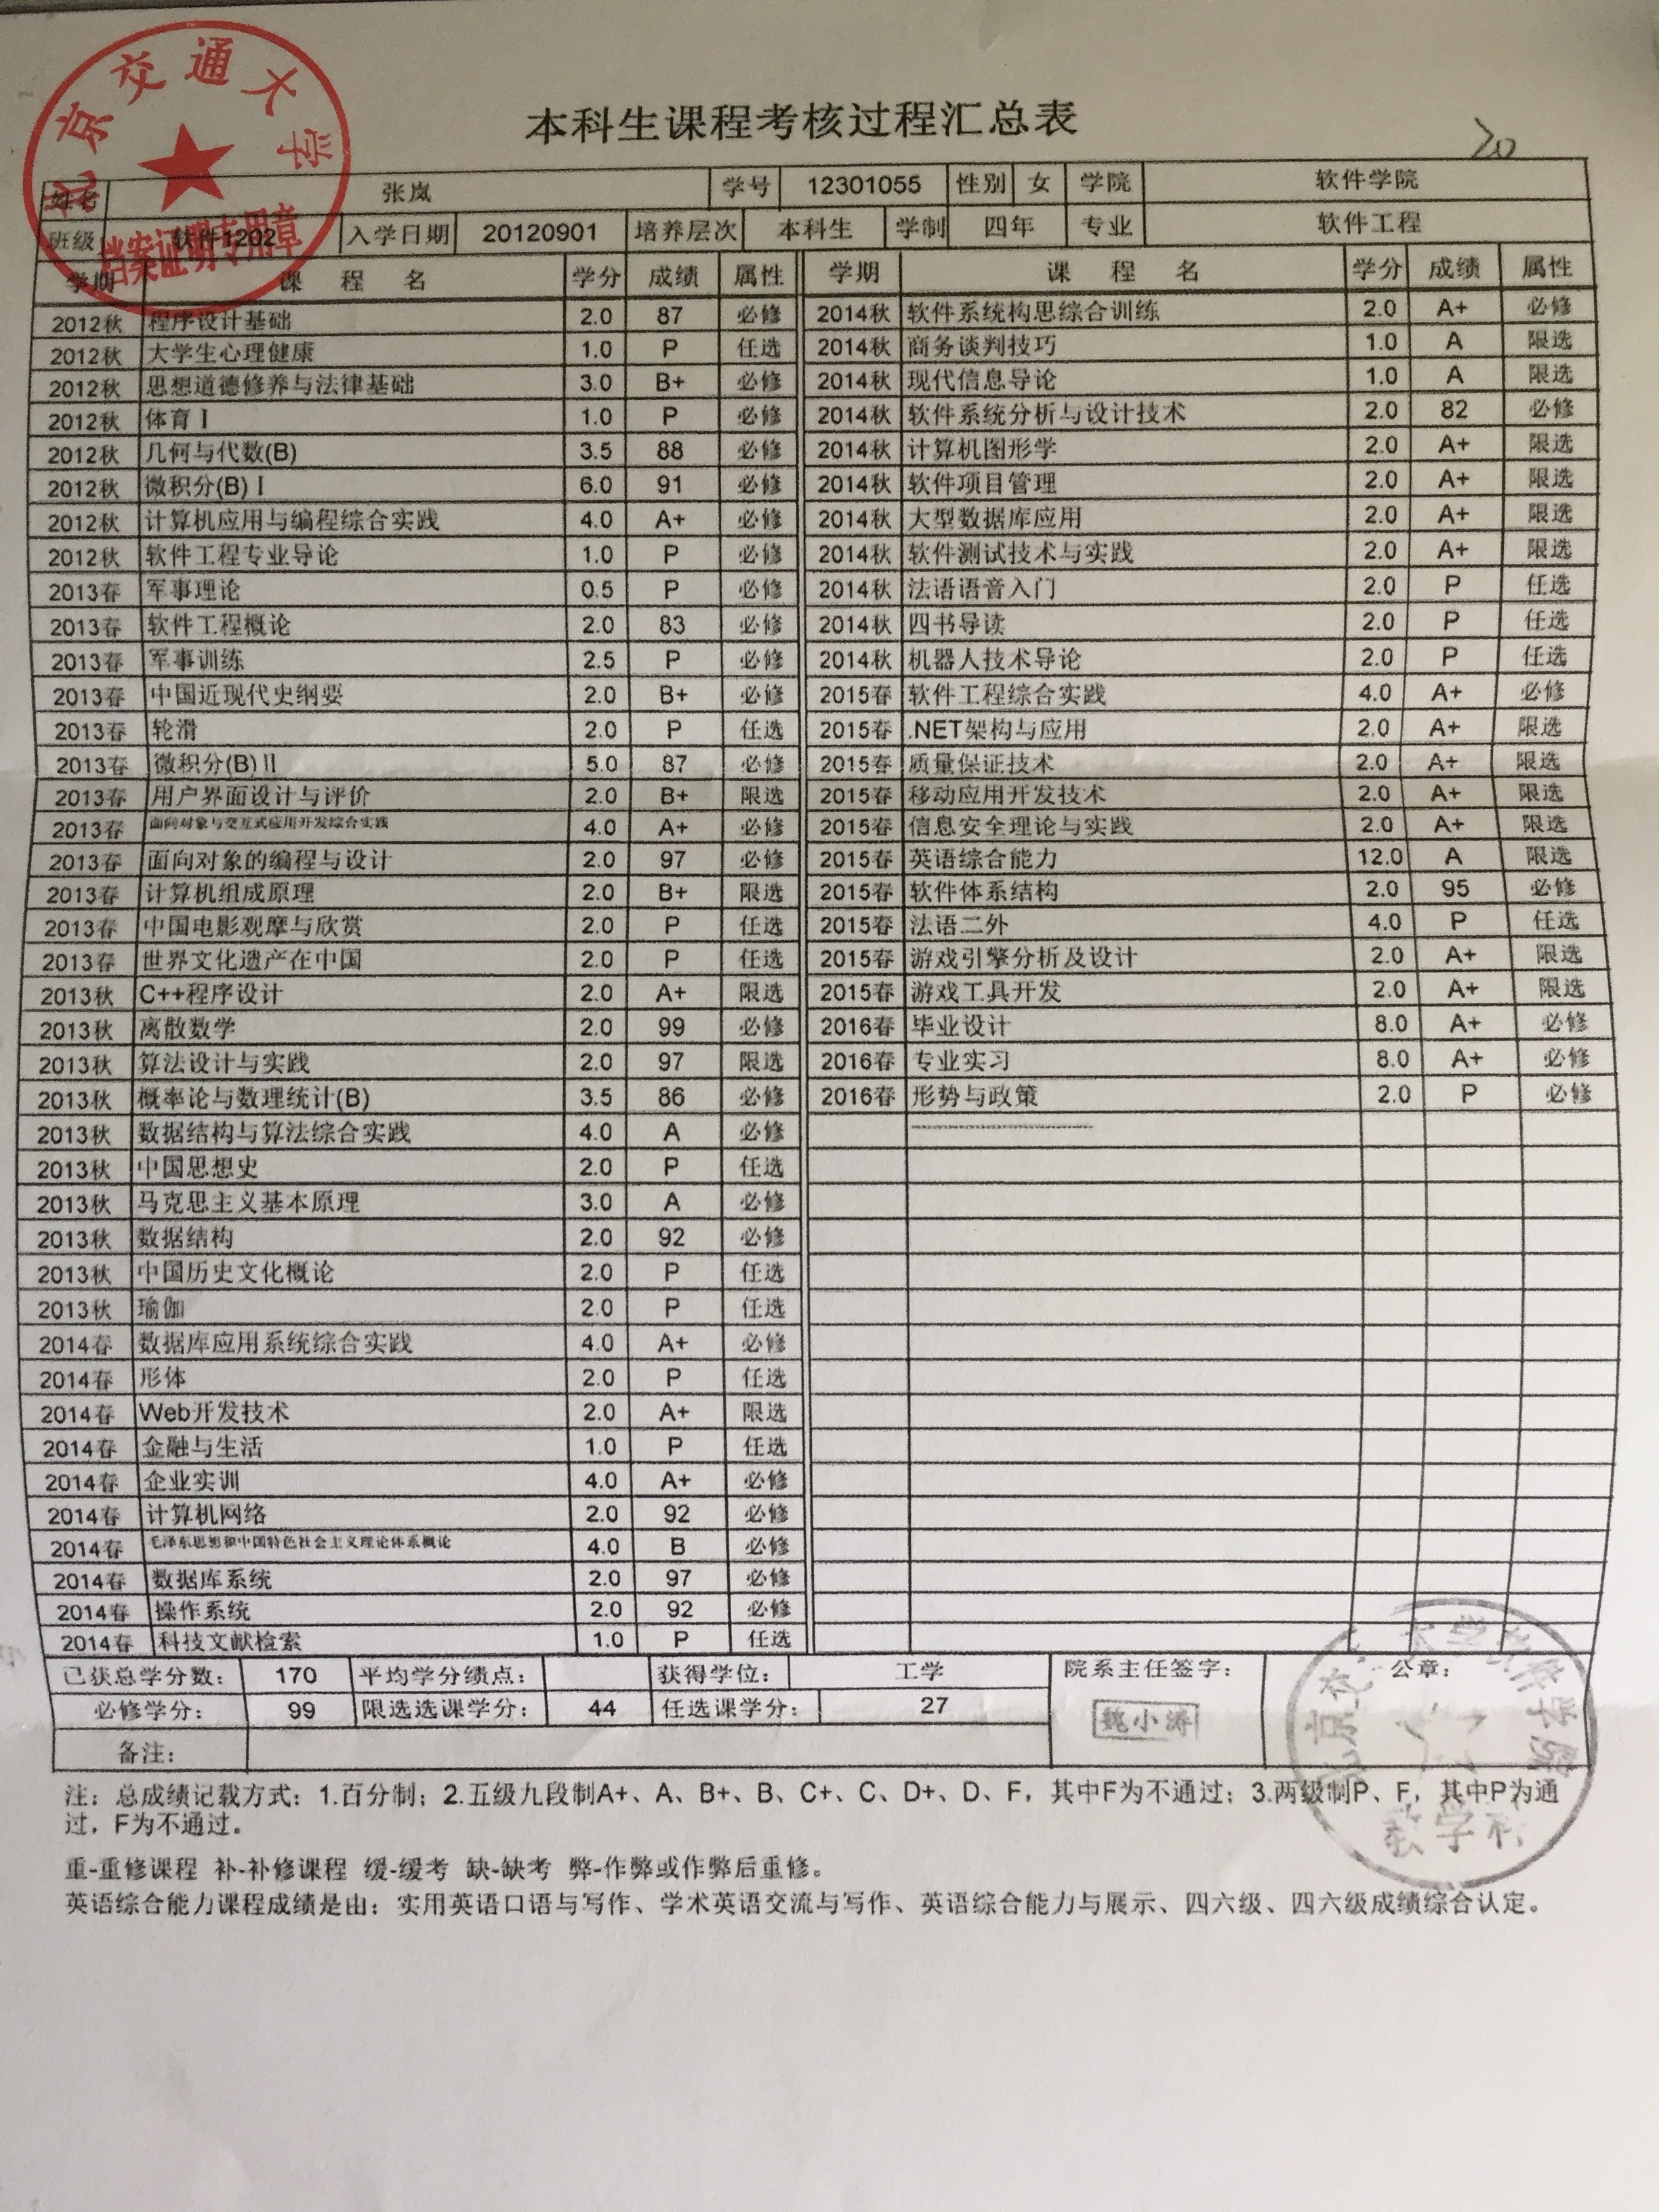 北京交通大学
档案证明专用章
本科生课程考核过程汇总表
20
姓名 张岚 学号 12301055 性别 女 学院 软件学院
班级 软件1202 入学日期 20120901 培养层次 本科生 学制 四年 专业 软件工程
学期 课程名 学分 成绩 属性 学期 课程名 学分 成绩 属性
2012秋 程序设计基础 2.0 87 必修 2014秋 软件系统构思综合训练 2.0 A+ 必修
2012秋 大学生心理健康 1.0 P 任选 2014秋 商务谈判技巧 1.0 A 限选
2012秋 思想道德修养与法律基础 3.0 B+ 必修 2014秋 现代信息导论 1.0 A 限选
2012秋 体育Ⅰ 1.0 P 必修 2014秋 软件系统分析与设计技术 2.0 82 必修
2012秋 几何与代数(B) 3.5 88 必修 2014秋 计算机图形学 2.0 A+ 限选
2012秋 微积分(B)Ⅰ 6.0 91 必修 2014秋 软件项目管理 2.0 A+ 限选
2012秋 计算机应用与编程综合实践 4.0 A+ 必修 2014秋 大型数据库应用 2.0 A+ 限选
2012秋 软件工程专业导论 1.0 P 必修 2014秋 软件测试技术与实践 2.0 A+ 限选
2013春 军事理论 0.5 P 必修 2014秋 法语语音入门 2.0 P 任选
2013春 软件工程概论 2.0 83 必修 2014秋 四书导读 2.0 P 任选
2013春 军事训练 2.5 P 必修 2014秋 机器人技术导论 2.0 P 任选
2013春 中国近现代史纲要 2.0 B+ 必修 2015春 软件工程综合实践 4.0 A+ 必修
2013春 轮滑 2.0 P 任选 2015春 .NET架构与应用 2.0 A+ 限选
2013春 微积分(B)Ⅱ 5.0 87 必修 2015春 质量保证技术 2.0 A+ 限选
2013春 用户界面设计与评价 2.0 B+ 限选 2015春 移动应用开发技术 2.0 A+ 限选
2013春 面向对象与交互式应用开发综合实践 4.0 A+ 必修 2015春 信息安全理论与实践 2.0 A+ 限选
2013春 面向对象的编程与设计 2.0 97 必修 2015春 英语综合能力 12.0 A 限选
2013春 计算机组成原理 2.0 B+ 限选 2015春 软件体系结构 2.0 95 必修
2013春 中国电影观摩与欣赏 2.0 P 任选 2015春 法语二外 4.0 P 任选
2013春 世界文化遗产在中国 2.0 P 任选 2015春 游戏引擎分析及设计 2.0 A+ 限选
2013秋 C++程序设计 2.0 A+ 限选 2015春 游戏工具开发 2.0 A+ 限选
2013秋 离散数学 2.0 99 必修 2016春 毕业设计 8.0 A+ 必修
2013秋 算法设计与实践 2.0 97 限选 2016春 专业实习 8.0 A+ 必修
2013秋 概率论与数理统计(B) 3.5 86 必修 2016春 形势与政策 2.0 P 必修
2013秋 数据结构与算法综合实践 4.0 A 必修
2013秋 中国思想史 2.0 P 任选
2013秋 马克思主义基本原理 3.0 A 必修
2013秋 数据结构 2.0 92 必修
2013秋 中国历史文化概论 2.0 P 任选
2013秋 瑜伽 2.0 P 任选
2014春 数据库应用系统综合实践 4.0 A+ 必修
2014春 形体 2.0 P 任选
2014春 Web开发技术 2.0 A+ 限选
2014春 金融与生活 1.0 P 任选
2014春 企业实训 4.0 A+ 必修
2014春 计算机网络 2.0 92 必修
2014春 毛泽东思想和中国特色社会主义理论体系概论 4.0 B 必修
2014春 数据库系统 2.0 97 必修
2014春 操作系统 2.0 92 必修
2014春 科技文献检索 1.0 P 任选
已获总学分数： 170 平均学分绩点： 获得学位： 工学 院系主任签字： 公章：
必修学分： 99 限选选课学分： 44 任选课学分： 27 魏小涛
备注：
教学科
注：总成绩记载方式：1.百分制；2.五级九段制A+、A、B+、B、C+、C、D+、D、F，其中F为不通过；3.两级制P、F，其中P为通
过，F为不通过。
重-重修课程 补-补修课程 缓-缓考 缺-缺考 弊-作弊或作弊后重修。
英语综合能力课程成绩是由：实用英语口语与写作、学术英语交流与写作、英语综合能力与展示、四六级、四六级成绩综合认定。